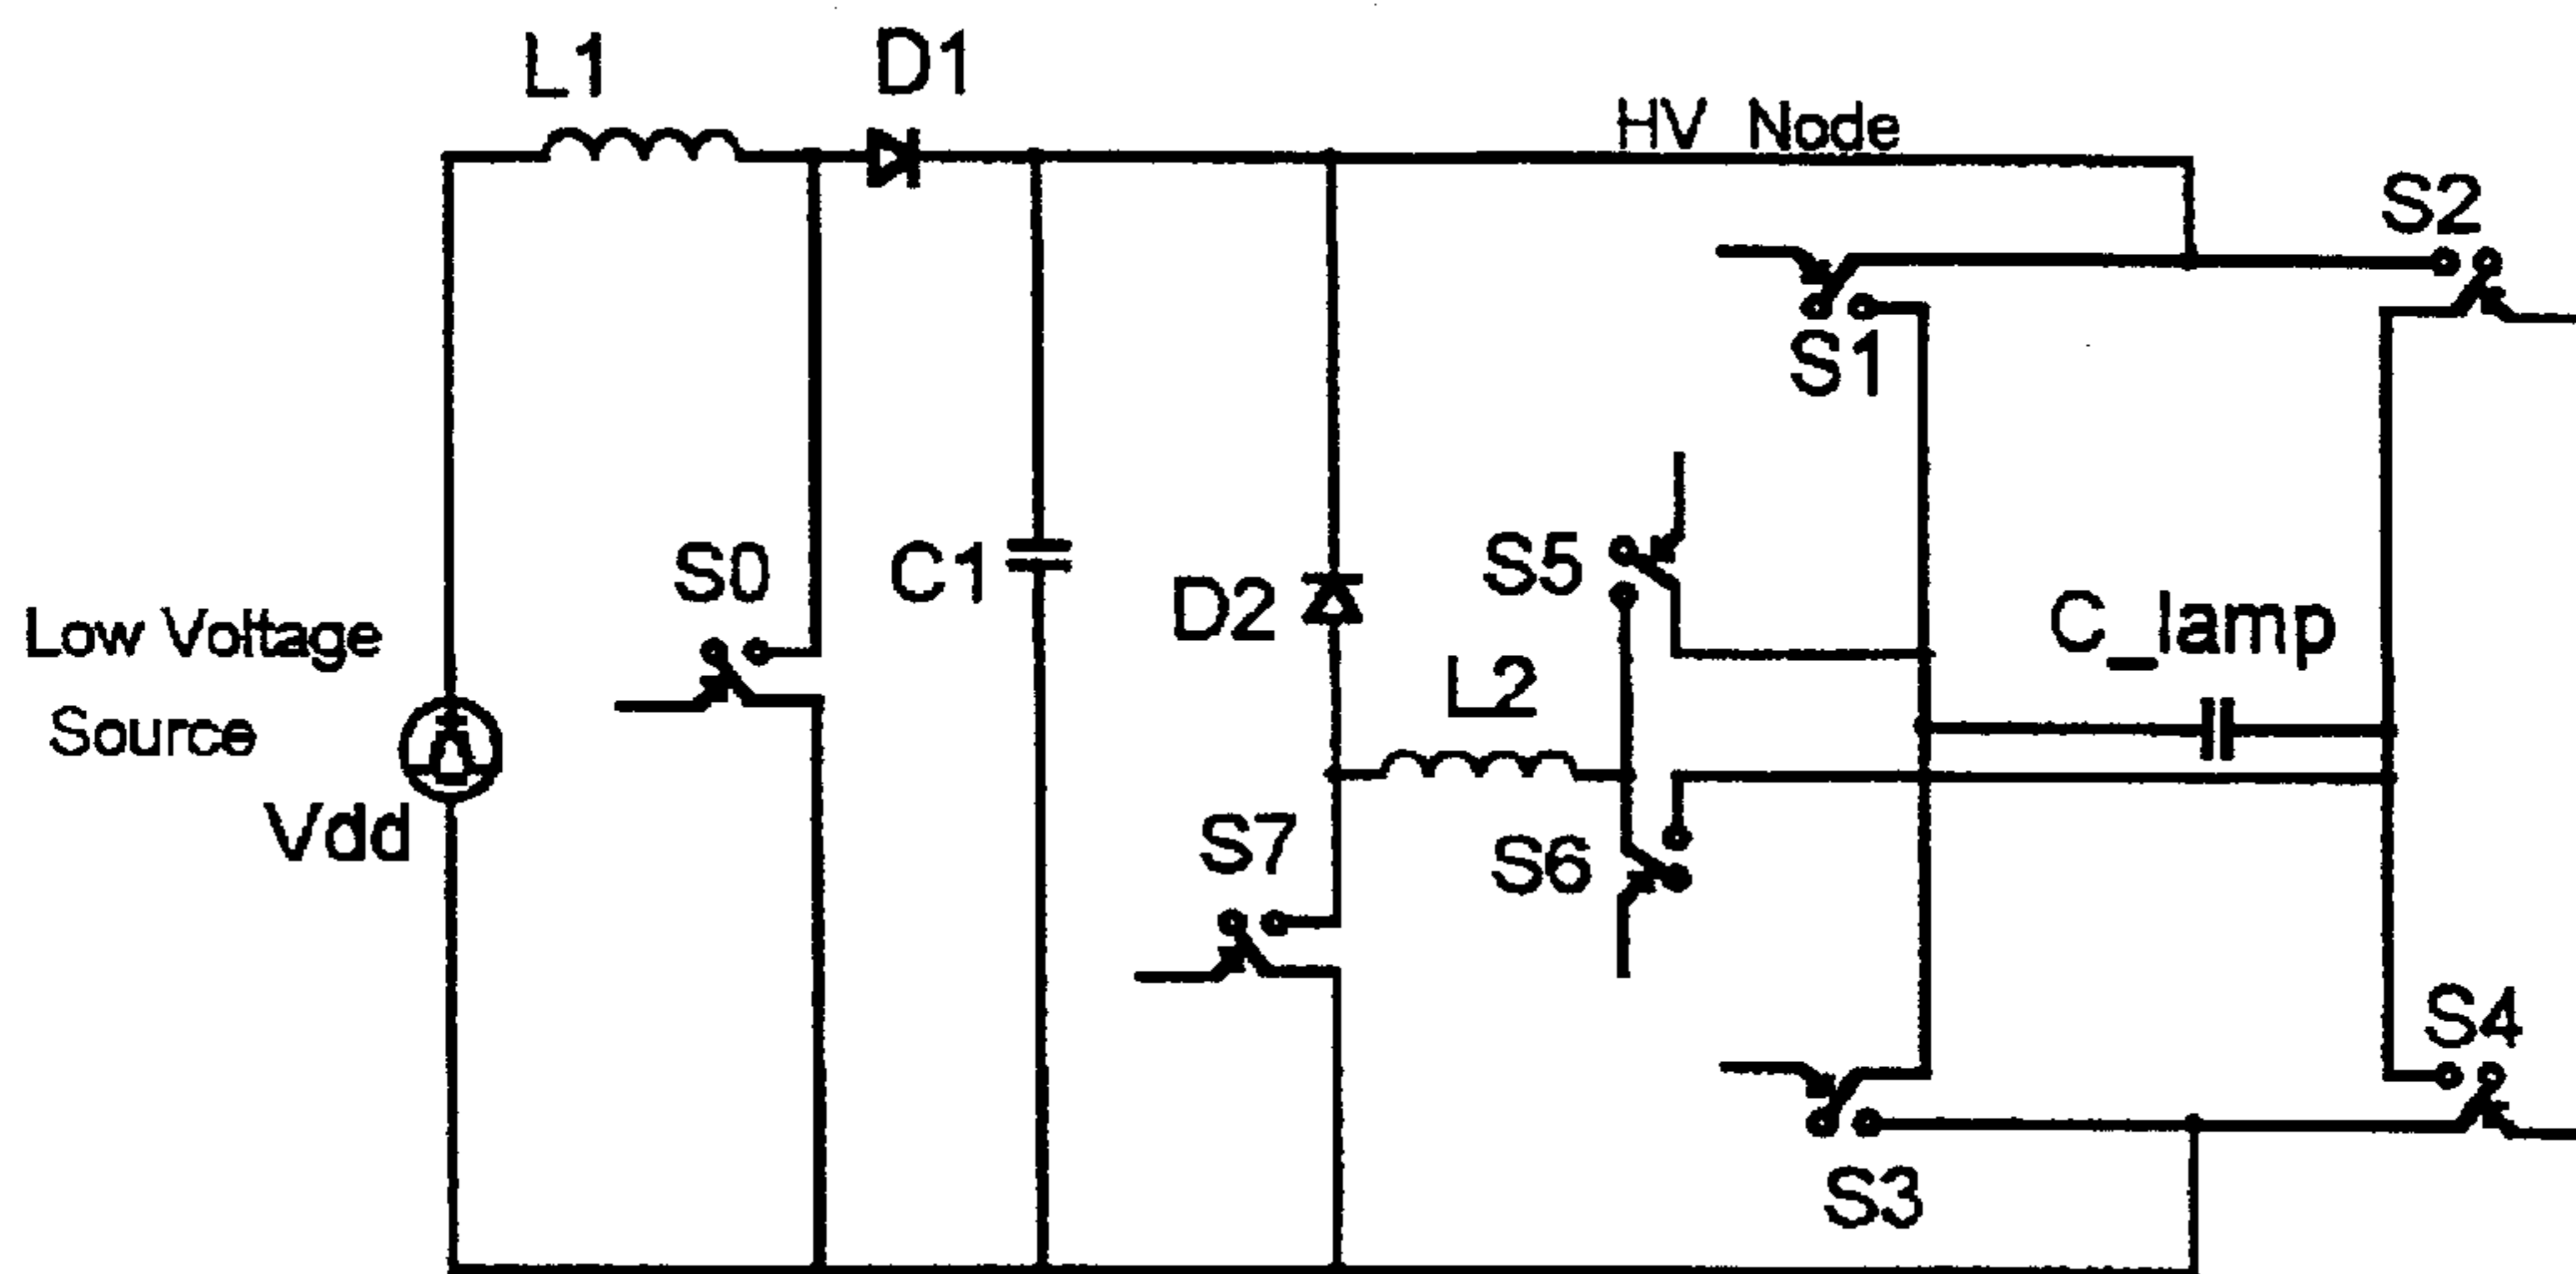 L1
D1
HV Node
S2
S1
S0
C1
S5
D2
C_lamp
Low Voltage
Source
L2
Vdd
S7
S6
S4
S3